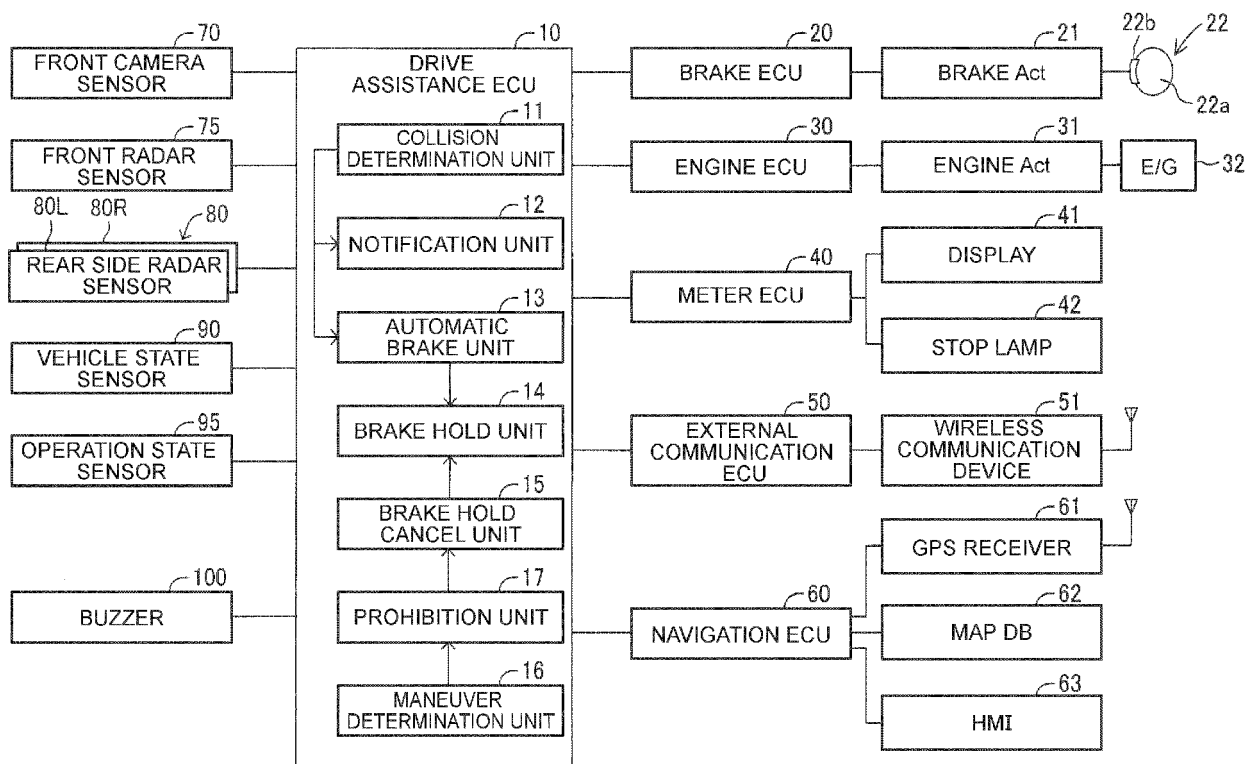 70
FRONT CAMERA
SENSOR
75
FRONT RADAR
SENSOR
80L
80R
80
REAR SIDE RADAR
SENSOR
90
VEHICLE STATE
SENSOR
95
OPERATION STATE
SENSOR
100
BUZZER
10
DRIVE
ASSISTANCE ECU
11
COLLISION
DETERMINATION UNIT
12
NOTIFICATION UNIT
13
AUTOMATIC
BRAKE UNIT
14
BRAKE HOLD UNIT
15
BRAKE HOLD
CANCEL UNIT
17
PROHIBITION UNIT
16
MANEUVER
DETERMINATION UNIT
20
BRAKE ECU
21
BRAKE Act
22b
22
22a
30
ENGINE ECU
31
ENGINE Act
E/G
32
40
METER ECU
41
DISPLAY
42
STOP LAMP
50
EXTERNAL
COMMUNICATION
ECU
51
WIRELESS
COMMUNICATION
DEVICE
60
NAVIGATION ECU
61
GPS RECEIVER
62
MAP DB
63
HMI